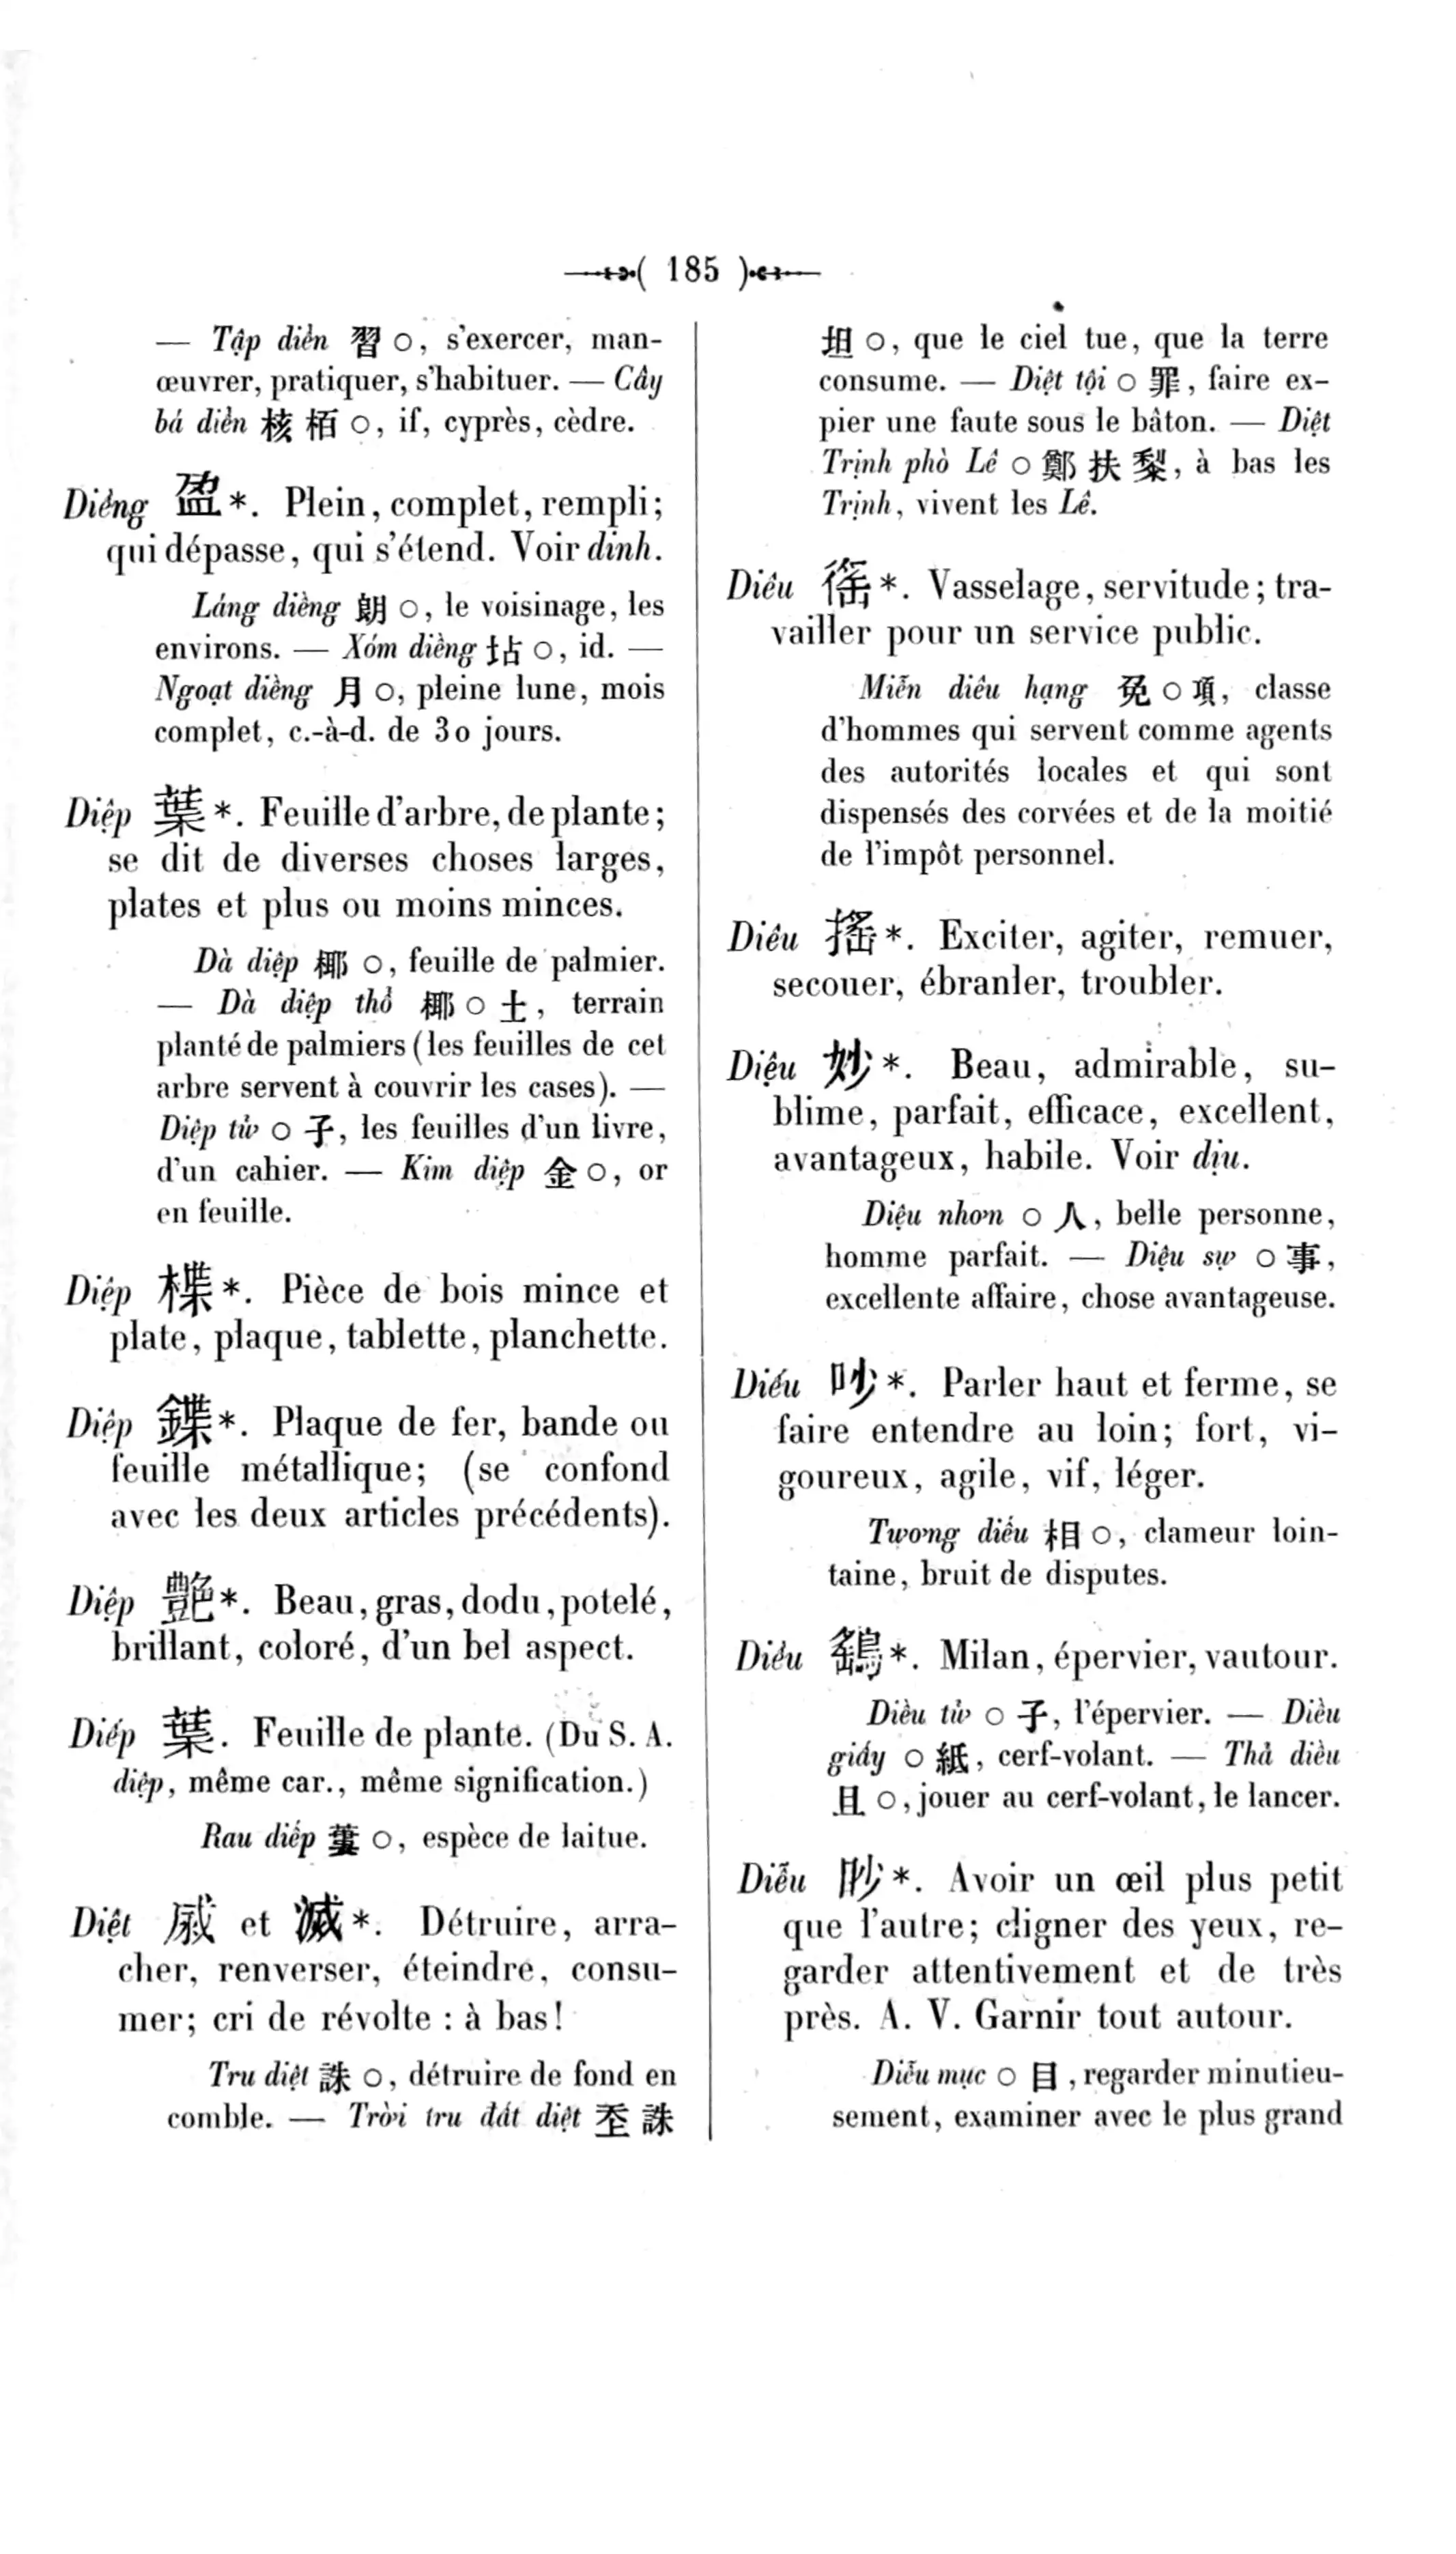 ( 185 )
— Tập diễn 習 ○, s'exercer, man-
œuvrer, pratiquer, s'habituer. — Cây
bá diễn 核 栢 ○, if, cyprès, cèdre.
Diềng 盈 *. Plein, complet, rempli;
qui dépasse, qui s'étend. Voir dinh.
Láng diềng 朗 ○, le voisinage, les
environs. — Xóm diềng 坫 ○, id. —
Ngoạt diềng 月 ○, pleine lune, mois
complet, c.-à-d. de 30 jours.
Diệp 葉 *. Feuille d'arbre, de plante;
se dit de diverses choses larges,
plates et plus ou moins minces.
Dà diệp 椰 ○, feuille de palmier.
— Dà diệp thổ 椰 ○ 土, terrain
planté de palmiers (les feuilles de cet
arbre servent à couvrir les cases). —
Diệp tử ○ 子, les feuilles d'un livre,
d'un cahier. — Kim diệp 金 ○, or
en feuille.
Diệp 楪 *. Pièce de bois mince et
plate, plaque, tablette, planchette.
Diệp 鍱 *. Plaque de fer, bande ou
feuille métallique; (se confond
avec les deux articles précédents).
Diệp 艷 *. Beau, gras, dodu, potelé,
brillant, coloré, d'un bel aspect.
Diếp 葉. Feuille de plante. (Du S. A.
diệp, même car., même signification.)
Rau diếp 蔞 ○, espèce de laitue.
Diệt 烕 et 滅 *. Détruire, arra-
cher, renverser, éteindre, consu-
mer; cri de révolte : à bas!
Tru diệt 誅 ○, détruire de fond en
comble. — Trời tru đất diệt 𡗶 誅
坦 ○, que le ciel tue, que la terre
consume. — Diệt tội ○ 罪, faire ex-
pier une faute sous le bâton. — Diệt
Trịnh phò Lê ○ 鄭 扶 黎, à bas les
Trịnh, vivent les Lê.
Diêu 徭 *. Vasselage, servitude; tra-
vailler pour un service public.
Miễn diêu hạng 免 ○ 項, classe
d'hommes qui servent comme agents
des autorités locales et qui sont
dispensés des corvées et de la moitié
de l'impôt personnel.
Diêu 搖 *. Exciter, agiter, remuer,
secouer, ébranler, troubler.
Diệu 妙 *. Beau, admirable, su-
blime, parfait, efficace, excellent,
avantageux, habile. Voir dịu.
Diệu nhơn ○ 人, belle personne,
homme parfait. — Diệu sự ○ 事,
excellente affaire, chose avantageuse.
Diếu 吵 *. Parler haut et ferme, se
faire entendre au loin; fort, vi-
goureux, agile, vif, léger.
Tương diếu 相 ○, clameur loin-
taine, bruit de disputes.
Diều 鷂 *. Milan, épervier, vautour.
Diều tử ○ 子, l'épervier. — Diều
giấy ○ 紙, cerf-volant. — Thả diều
且 ○, jouer au cerf-volant, le lancer.
Diễu 眇 *. Avoir un œil plus petit
que l'autre; cligner des yeux, re-
garder attentivement et de très
près. A. V. Garnir tout autour.
Diễu mục ○ 目, regarder minutieu-
sement, examiner avec le plus grand